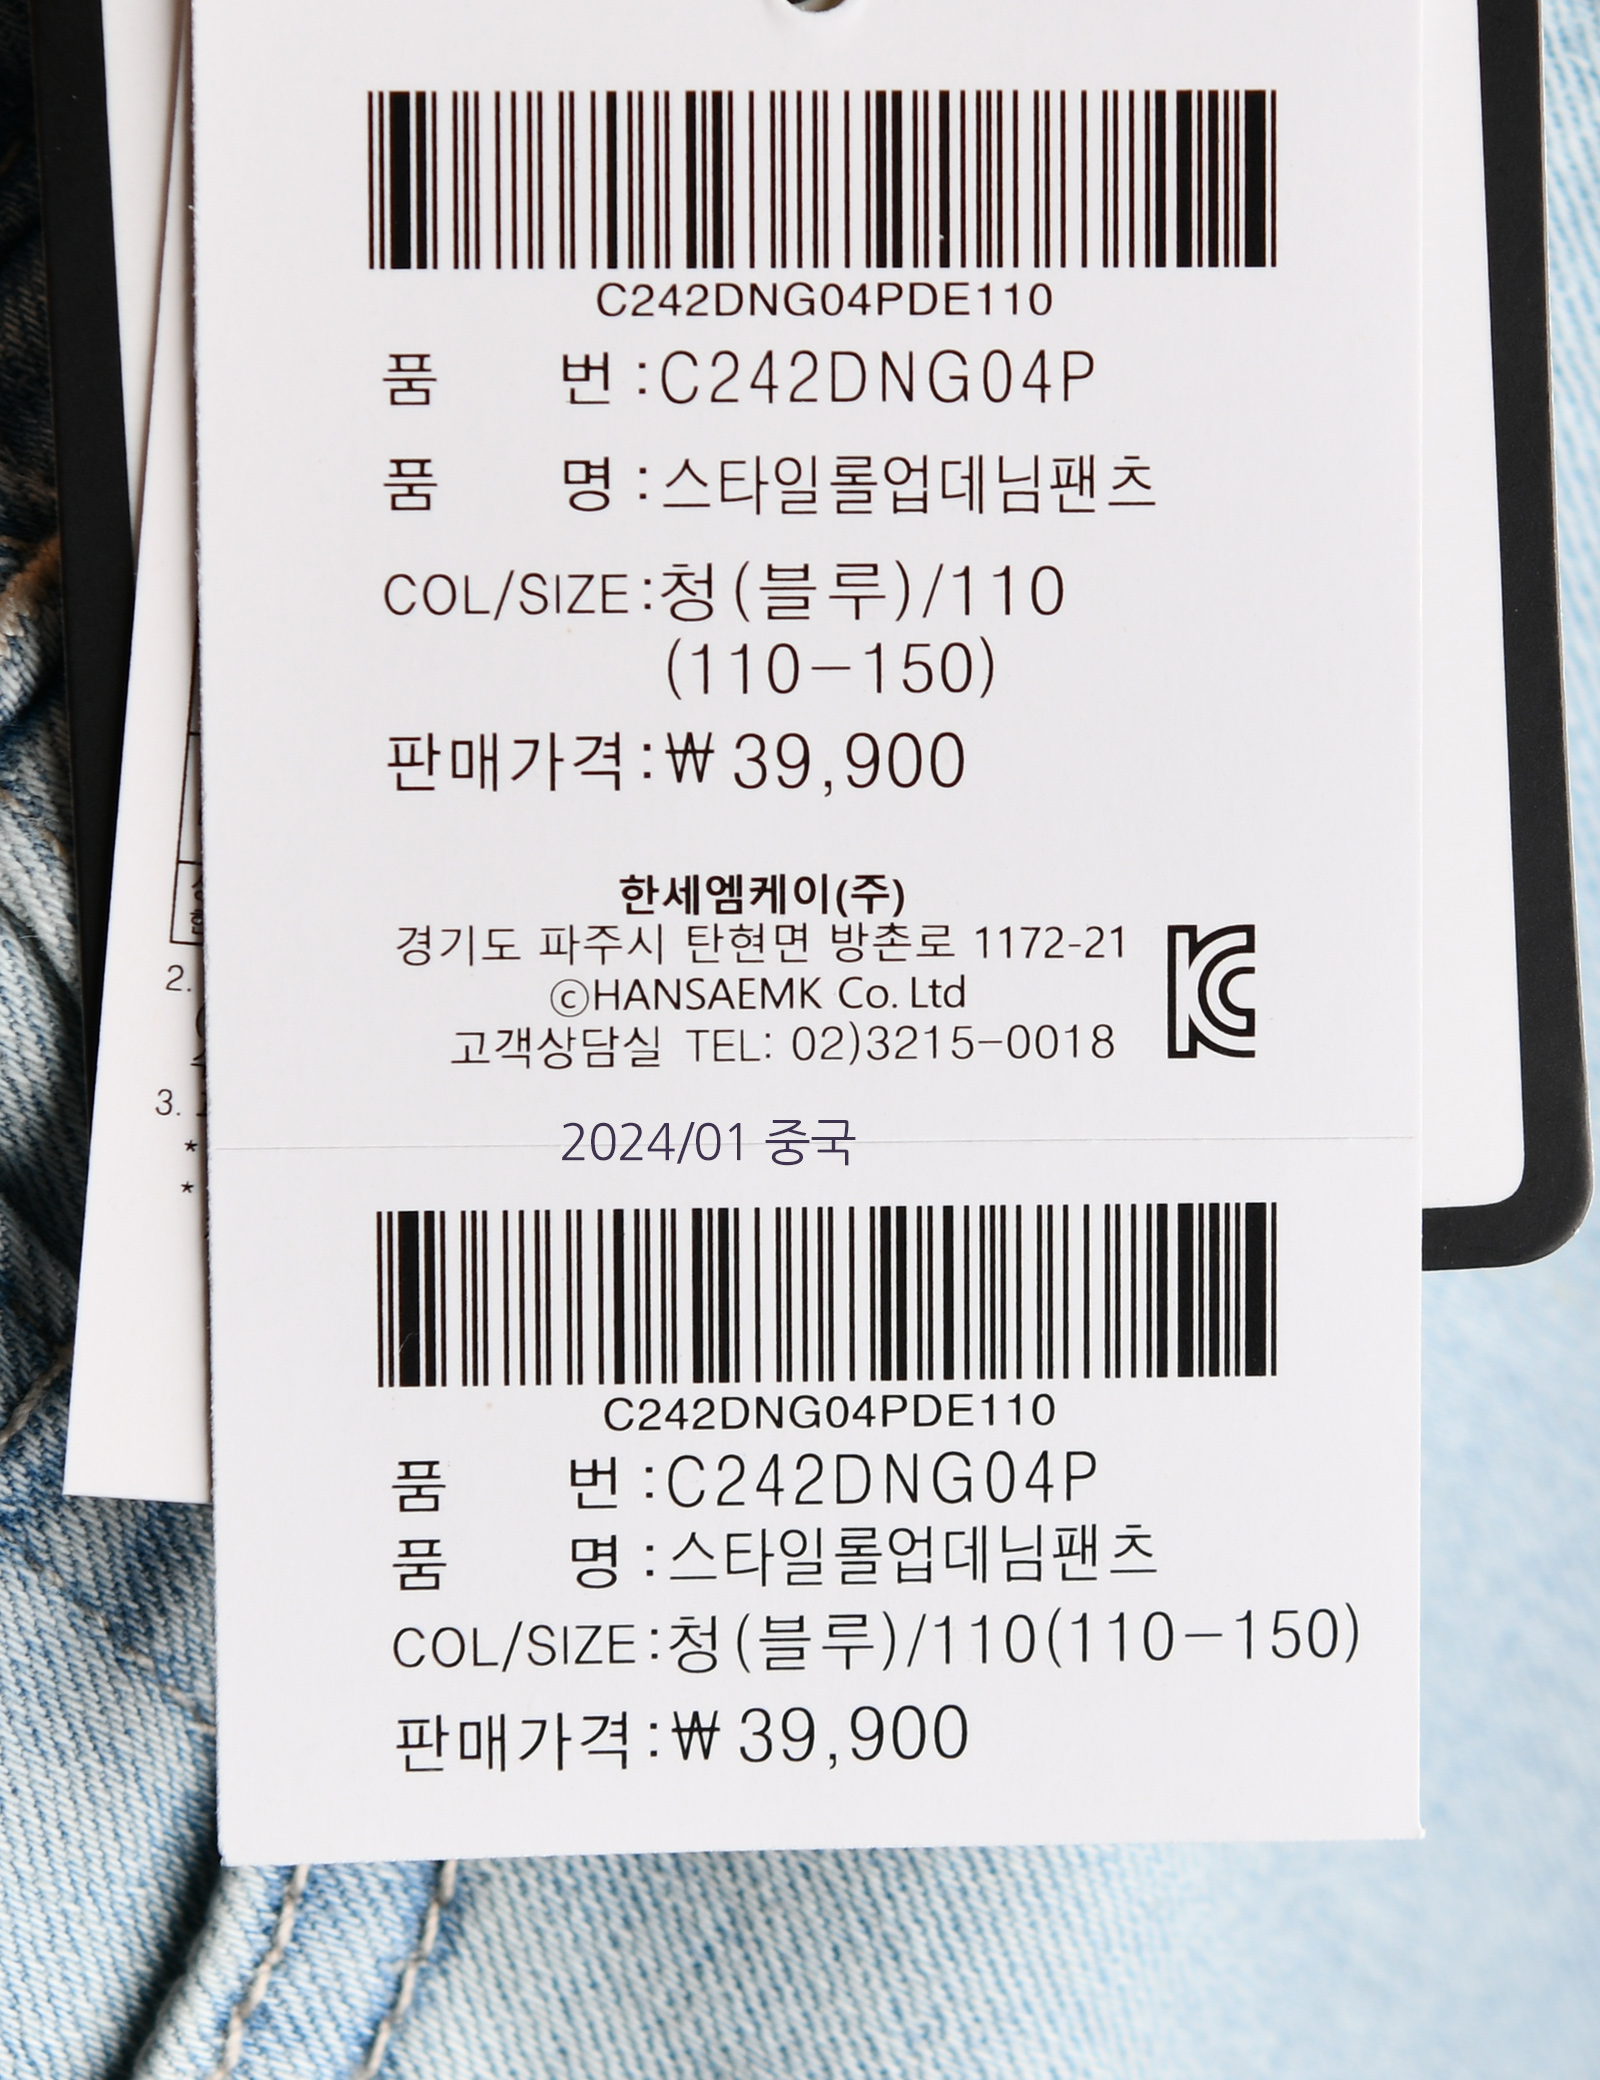 C242DNG04PDE110
품 번 :C242DNG04P
품 명 :스타일롤업데님팬츠
COL/SIZE:청(블루)/110
(110-150)
판매가격:₩39,900
한세엠케이(주)
경기도 파주시 탄현면 방촌로 1172-21
ⓒHANSAEMK Co. Ltd
고객상담실 TEL: 02)3215-0018
2024/01 중국
C242DNG04PDE110
품 번 :C242DNG04P
품 명 :스타일롤업데님팬츠
COL/SIZE:청(블루)/110(110-150)
판매가격:₩39,900
2.
3.
*
*